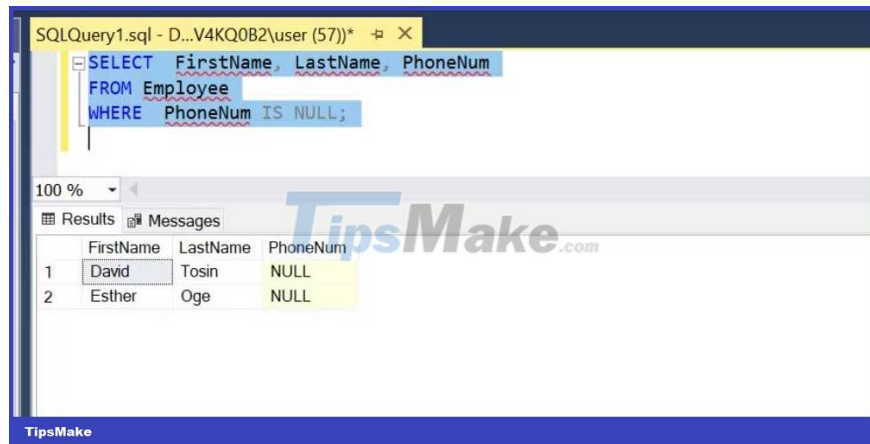 SQLQuery1.sql - D...V4KQ0B2\user (57))*
SELECT FirstName, LastName, PhoneNum
FROM Employee
WHERE PhoneNum IS NULL;
100 %
Results Messages
TipsMake.com
FirstName LastName PhoneNum
1 David Tosin NULL
2 Esther Oge NULL
TipsMake